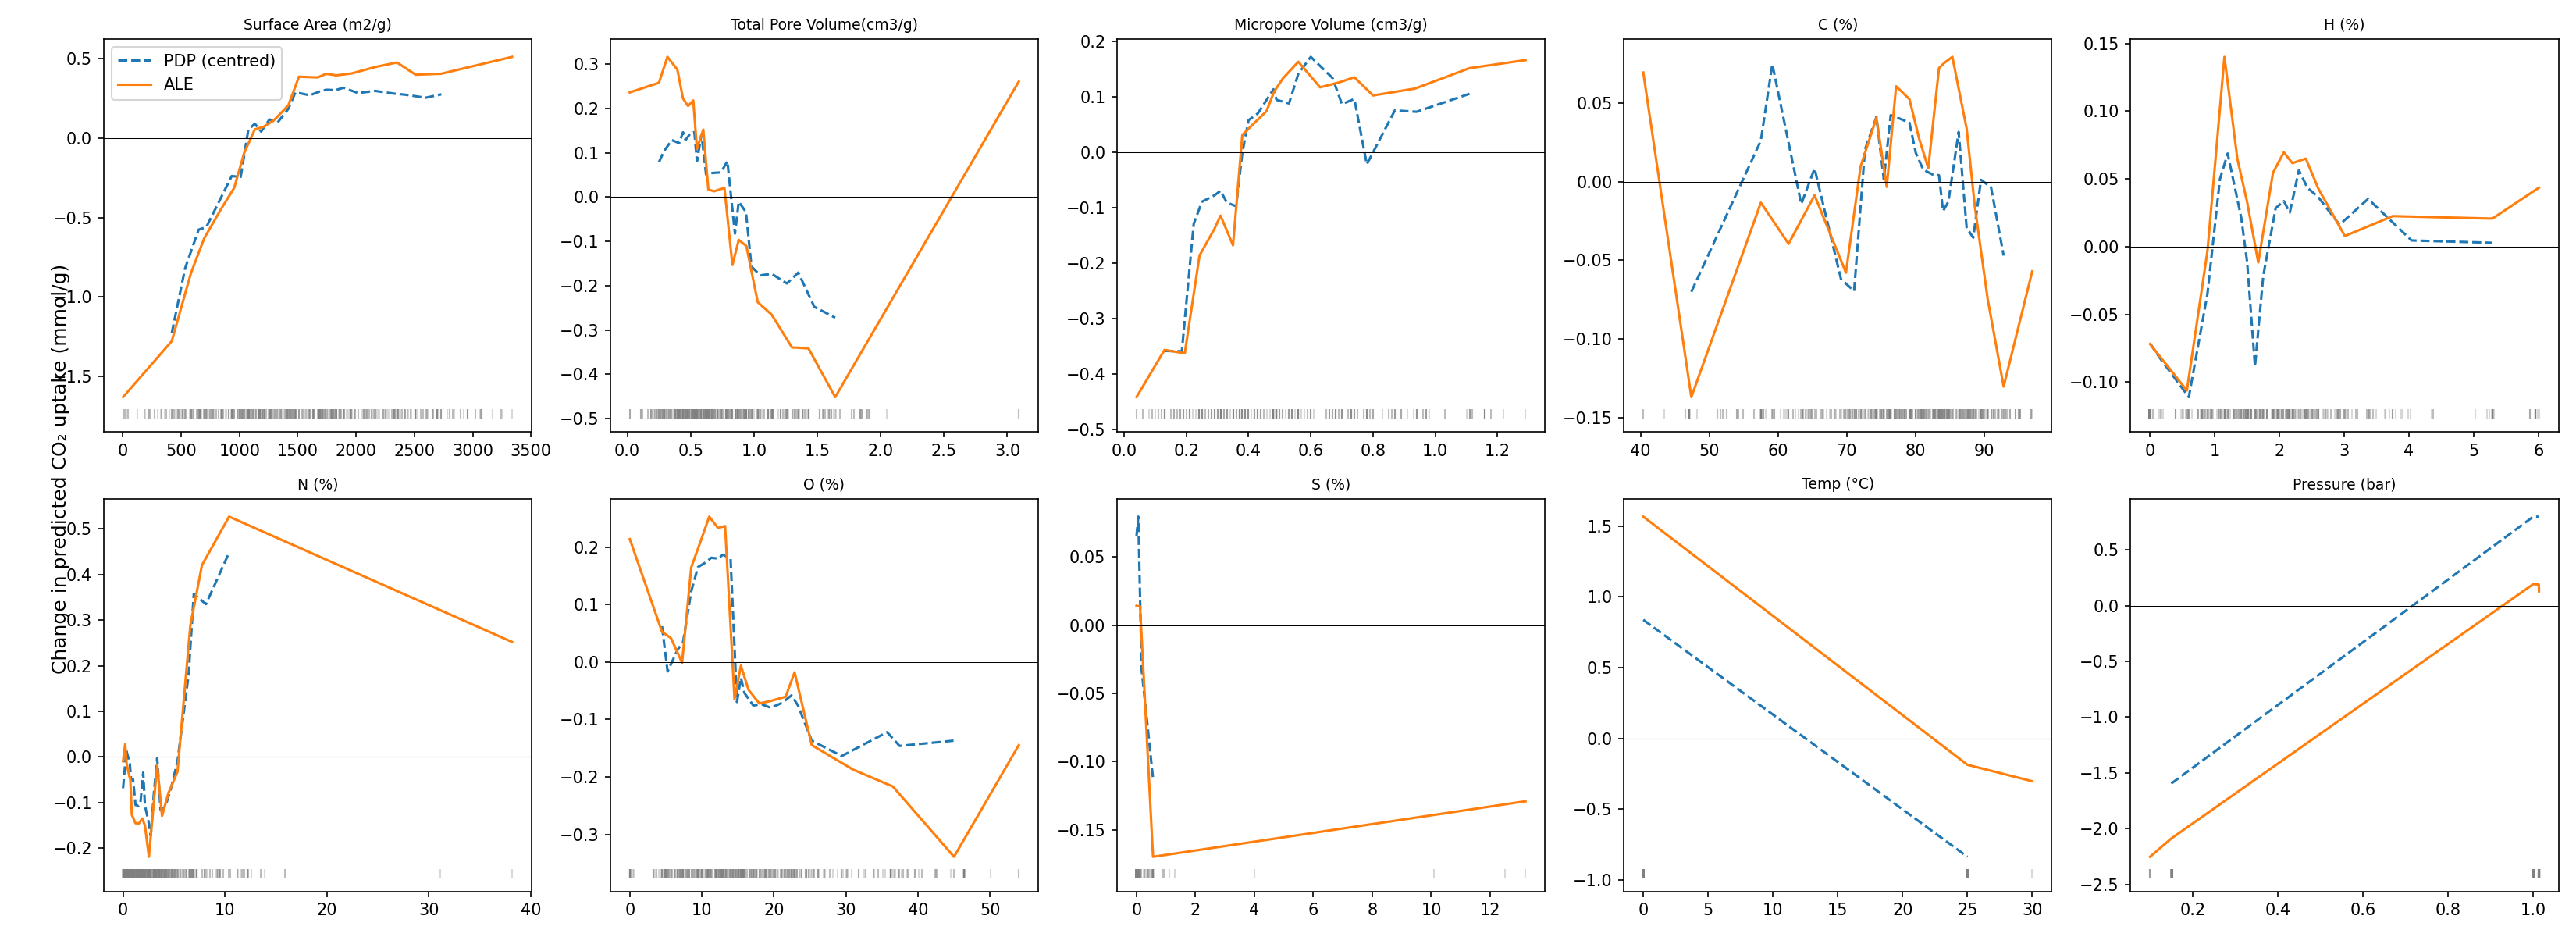 Surface Area (m2/g)
Total Pore Volume(cm3/g)
Micropore Volume (cm3/g)
C (%)
H (%)
PDP (centred)
ALE
0.5
0.0
−0.5
−1.0
−1.5
0 500 1000 1500 2000 2500 3000 3500
0.3
0.2
0.1
0.0
−0.1
−0.2
−0.3
−0.4
−0.5
0.0 0.5 1.0 1.5 2.0 2.5 3.0
0.2
0.1
0.0
−0.1
−0.2
−0.3
−0.4
−0.5
0.0 0.2 0.4 0.6 0.8 1.0 1.2
0.05
0.00
−0.05
−0.10
−0.15
40 50 60 70 80 90
0.15
0.10
0.05
0.00
−0.05
−0.10
0 1 2 3 4 5 6
Change in predicted CO₂ uptake (mmol/g)
N (%)
O (%)
S (%)
Temp (°C)
Pressure (bar)
0.5
0.4
0.3
0.2
0.1
0.0
−0.1
−0.2
0 10 20 30 40
0.2
0.1
0.0
−0.1
−0.2
−0.3
0 10 20 30 40 50
0.05
0.00
−0.05
−0.10
−0.15
0 2 4 6 8 10 12
1.5
1.0
0.5
0.0
−0.5
−1.0
0 5 10 15 20 25 30
0.5
0.0
−0.5
−1.0
−1.5
−2.0
−2.5
0.2 0.4 0.6 0.8 1.0